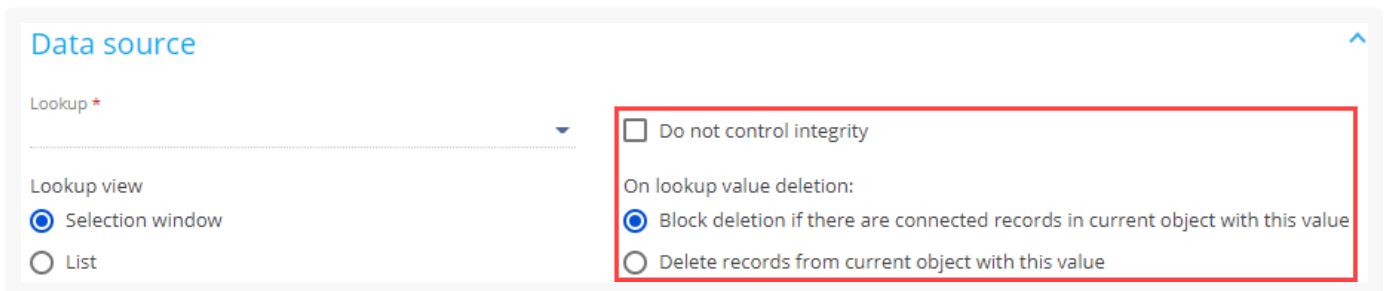 Data source
Lookup *
Do not control integrity
Lookup view
On lookup value deletion:
Selection window
Block deletion if there are connected records in current object with this value
List
Delete records from current object with this value